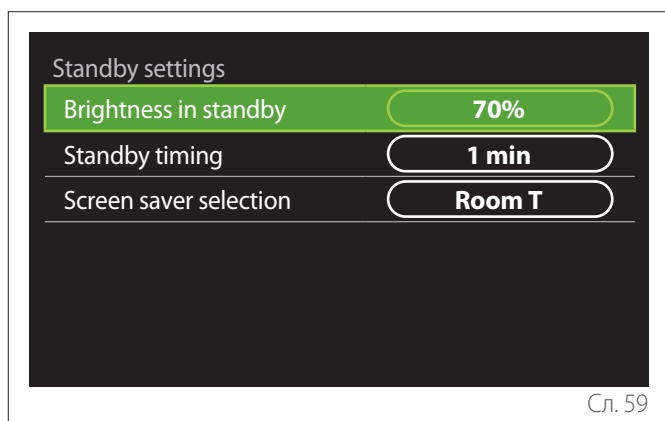 Standby settings
Brightness in standby 70%
Standby timing 1 min
Screen saver selection Room T
Сл. 59